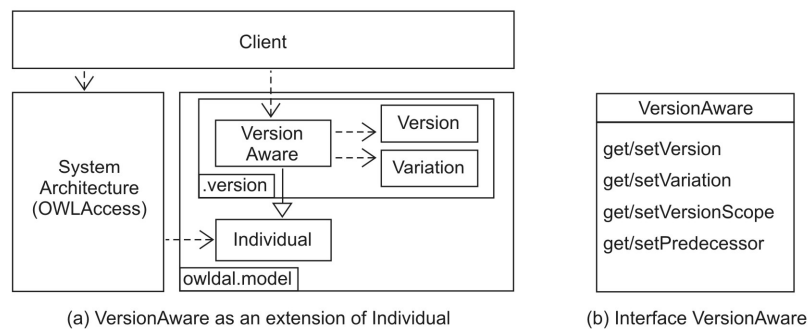 Client
System
Architecture
(OWLAccess)
Version
Aware
Version
Variation
.version
Individual
owldal.model
(a) VersionAware as an extension of Individual
VersionAware
get/setVersion
get/setVariation
get/setVersionScope
get/setPredecessor
(b) Interface VersionAware